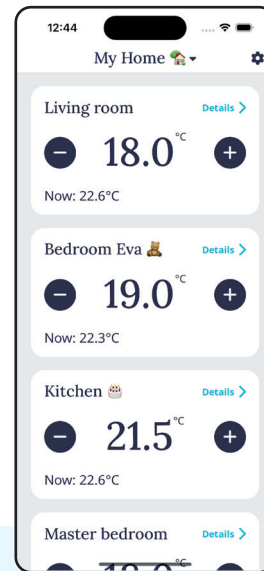 12:44
My Home 🏡
Living room Details >
− 18.0°C +
Now: 22.6°C
Bedroom Eva 🧸 Details >
− 19.0°C +
Now: 22.3°C
Kitchen 🎂 Details >
− 21.5°C +
Now: 22.6°C
Master bedroom Details >
°C